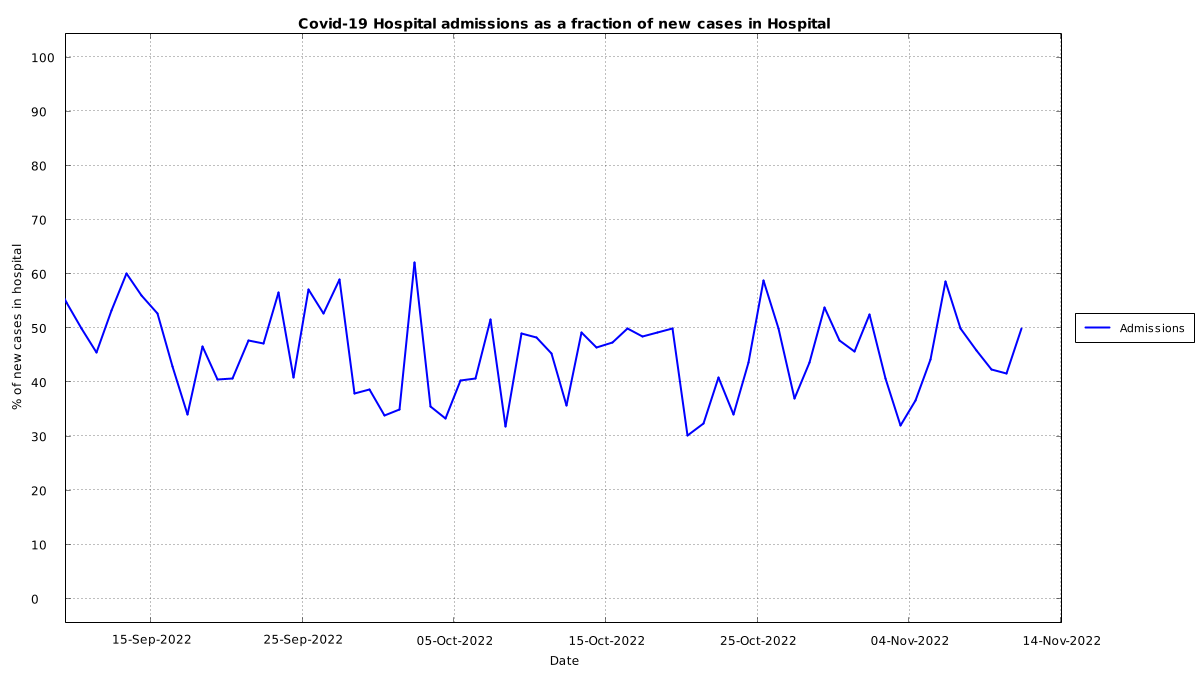 Covid-19 Hospital admissions as a fraction of new cases in Hospital
100
90
80
70
60
50
40
30
20
10
0
% of new cases in hospital
Admissions
15-Sep-2022
25-Sep-2022
05-Oct-2022
15-Oct-2022
25-Oct-2022
04-Nov-2022
14-Nov-2022
Date